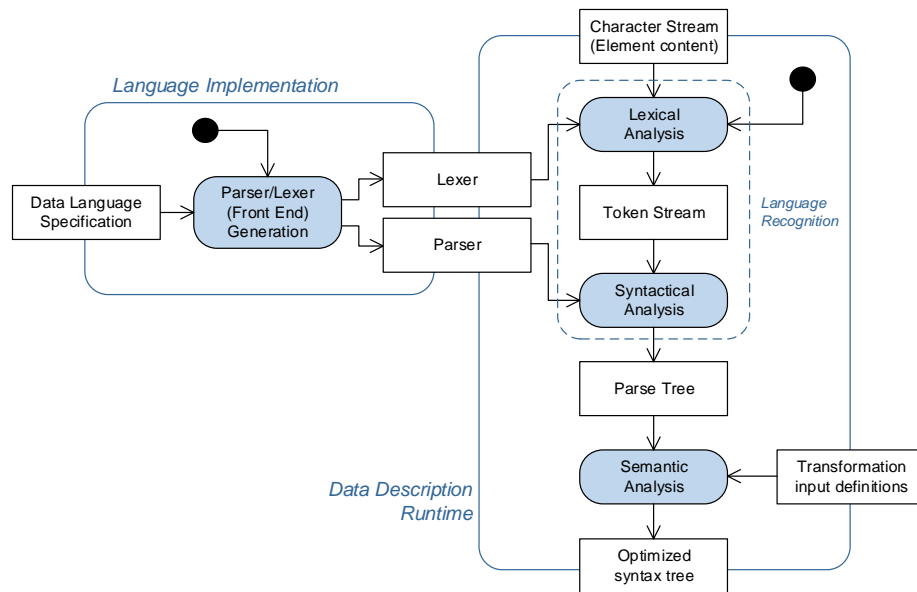 Character Stream
(Element content)
Language Implementation
Lexical
Analysis
Lexer
Data Language
Specification
Parser/Lexer
(Front End)
Generation
Token Stream
Language
Recognition
Parser
Syntactical
Analysis
Parse Tree
Semantic
Analysis
Transformation
input definitions
Data Description
Runtime
Optimized
syntax tree